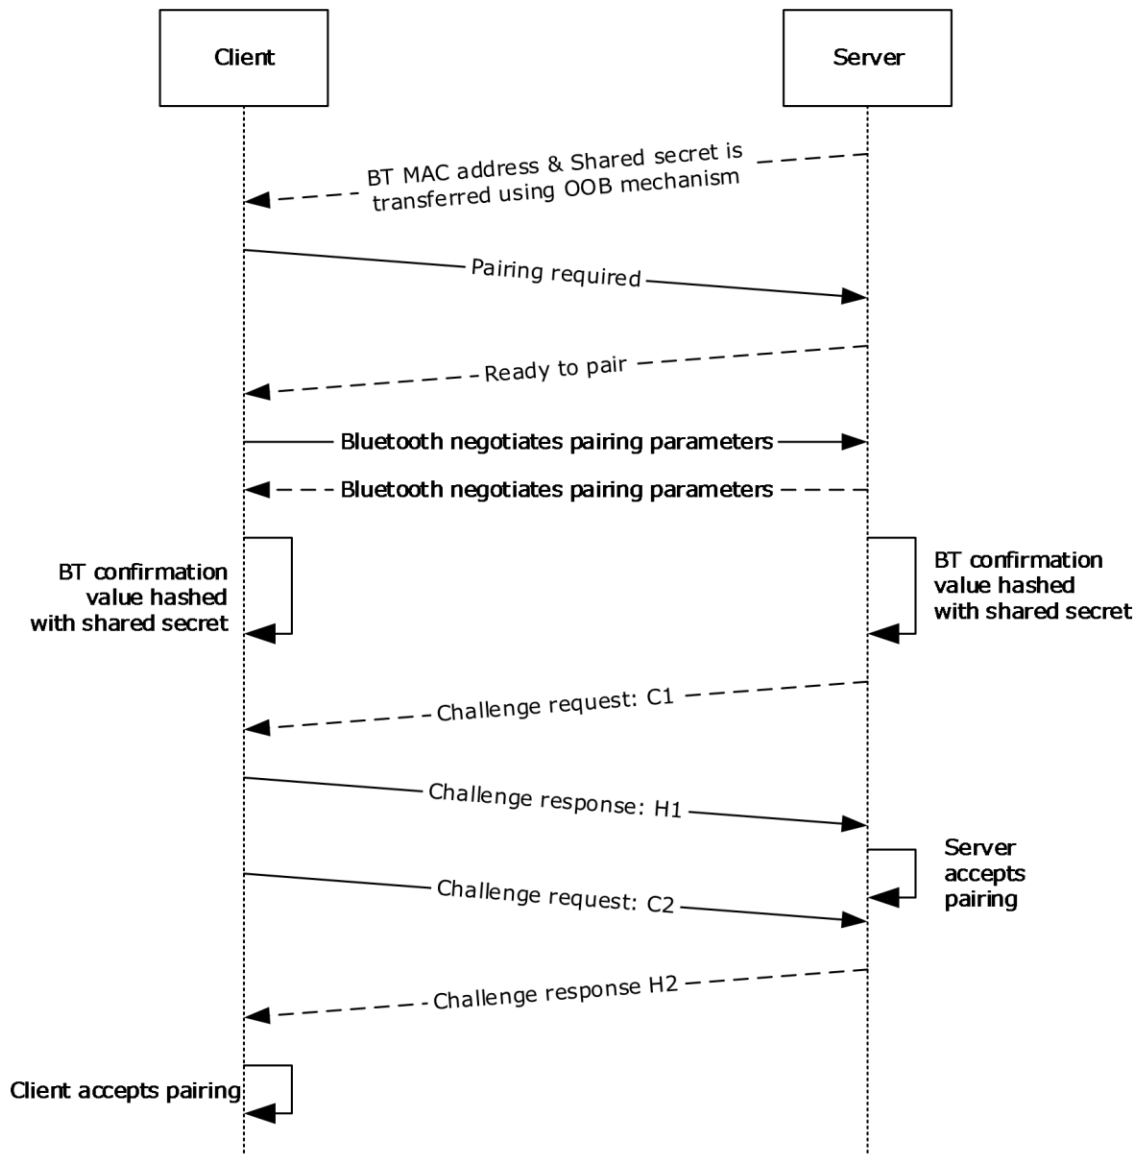 Client
Server
BT MAC address & Shared secret is
transferred using OOB mechanism
Pairing required
Ready to pair
Bluetooth negotiates pairing parameters
Bluetooth negotiates pairing parameters
BT confirmation
value hashed
with shared secret
BT confirmation
value hashed
with shared secret
Challenge request: C1
Challenge response: H1
Server
accepts
pairing
Challenge request: C2
Challenge response H2
Client accepts pairing